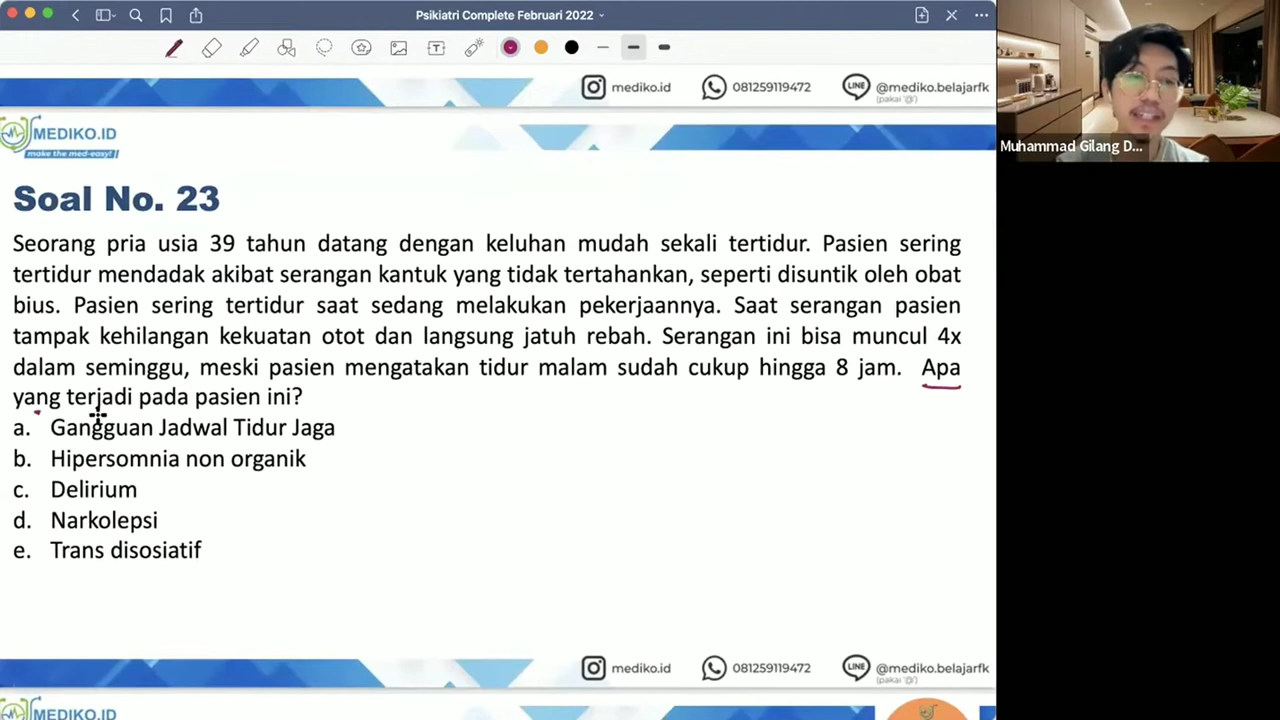 Psikiatri Complete Februari 2022
mediko.id
081259119472
LINE
@mediko.belajarfk
(pakai '@')
MEDIKO.ID
make the med-easy!
Muhammad Gilang D...
Soal No. 23
Seorang pria usia 39 tahun datang dengan keluhan mudah sekali tertidur. Pasien sering
tertidur mendadak akibat serangan kantuk yang tidak tertahankan, seperti disuntik oleh obat
bius. Pasien sering tertidur saat sedang melakukan pekerjaannya. Saat serangan pasien
tampak kehilangan kekuatan otot dan langsung jatuh rebah. Serangan ini bisa muncul 4x
dalam seminggu, meski pasien mengatakan tidur malam sudah cukup hingga 8 jam. Apa
yang terjadi pada pasien ini?
a. Gangguan Jadwal Tidur Jaga
b. Hipersomnia non organik
c. Delirium
d. Narkolepsi
e. Trans disosiatif
mediko.id
081259119472
LINE
@mediko.belajarfk
(pakai '@')
MEDIKO.ID